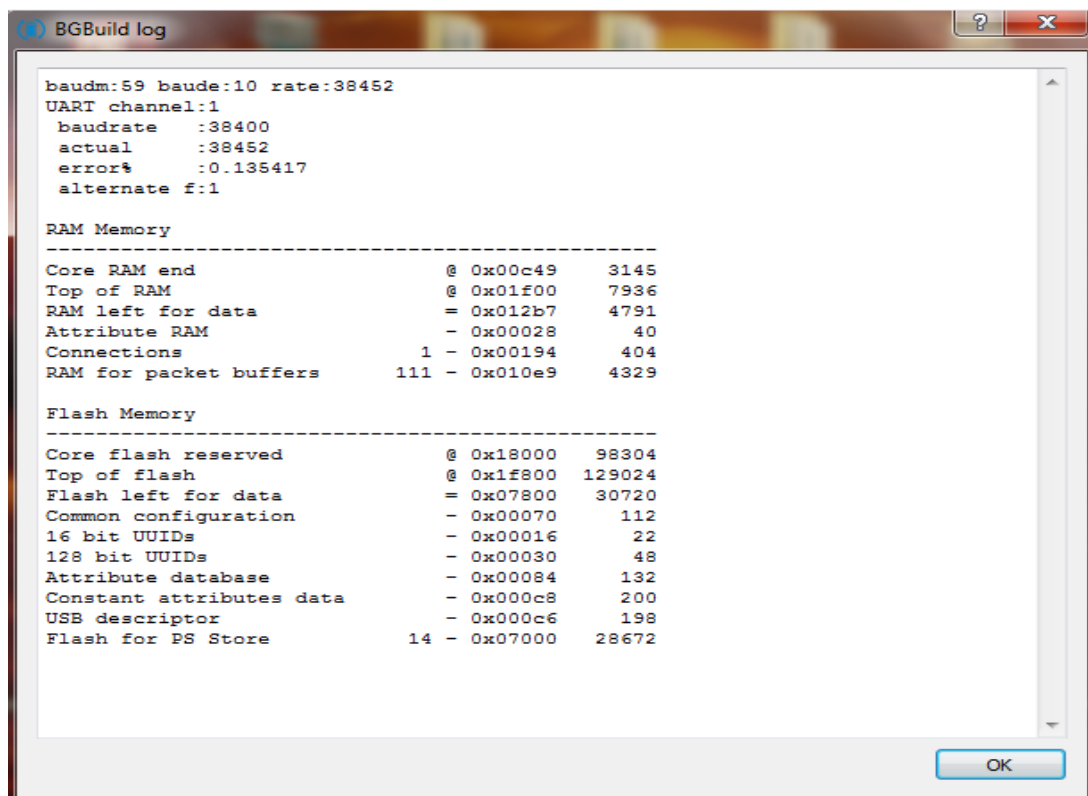 BGBuild log
baudm:59 baude:10 rate:38452
UART channel:1
 baudrate    :38400
 actual      :38452
 error%      :0.135417
 alternate f:1
RAM Memory
-------------------------------------------------
Core RAM end                    @ 0x00c49    3145
Top of RAM                      @ 0x01f00    7936
RAM left for data               = 0x012b7    4791
Attribute RAM                   - 0x00028      40
Connections                   1 - 0x00194     404
RAM for packet buffers      111 - 0x010e9    4329
Flash Memory
-------------------------------------------------
Core flash reserved             @ 0x18000   98304
Top of flash                    @ 0x1f800  129024
Flash left for data             = 0x07800   30720
Common configuration            - 0x00070     112
16 bit UUIDs                    - 0x00016      22
128 bit UUIDs                   - 0x00030      48
Attribute database              - 0x00084     132
Constant attributes data        - 0x000c8     200
USB descriptor                  - 0x000c6     198
Flash for PS Store           14 - 0x07000   28672
OK